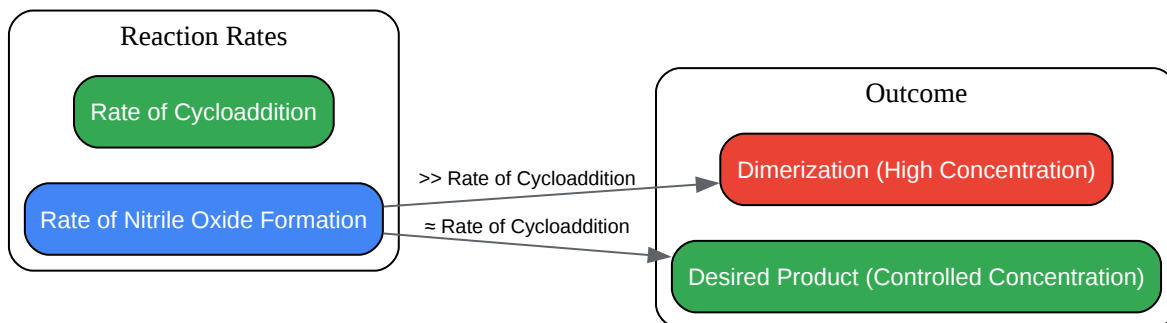 Reaction Rates
Rate of Cycloaddition
Rate of Nitrile Oxide Formation
>> Rate of Cycloaddition
≈ Rate of Cycloaddition
Outcome
Dimerization (High Concentration)
Desired Product (Controlled Concentration)